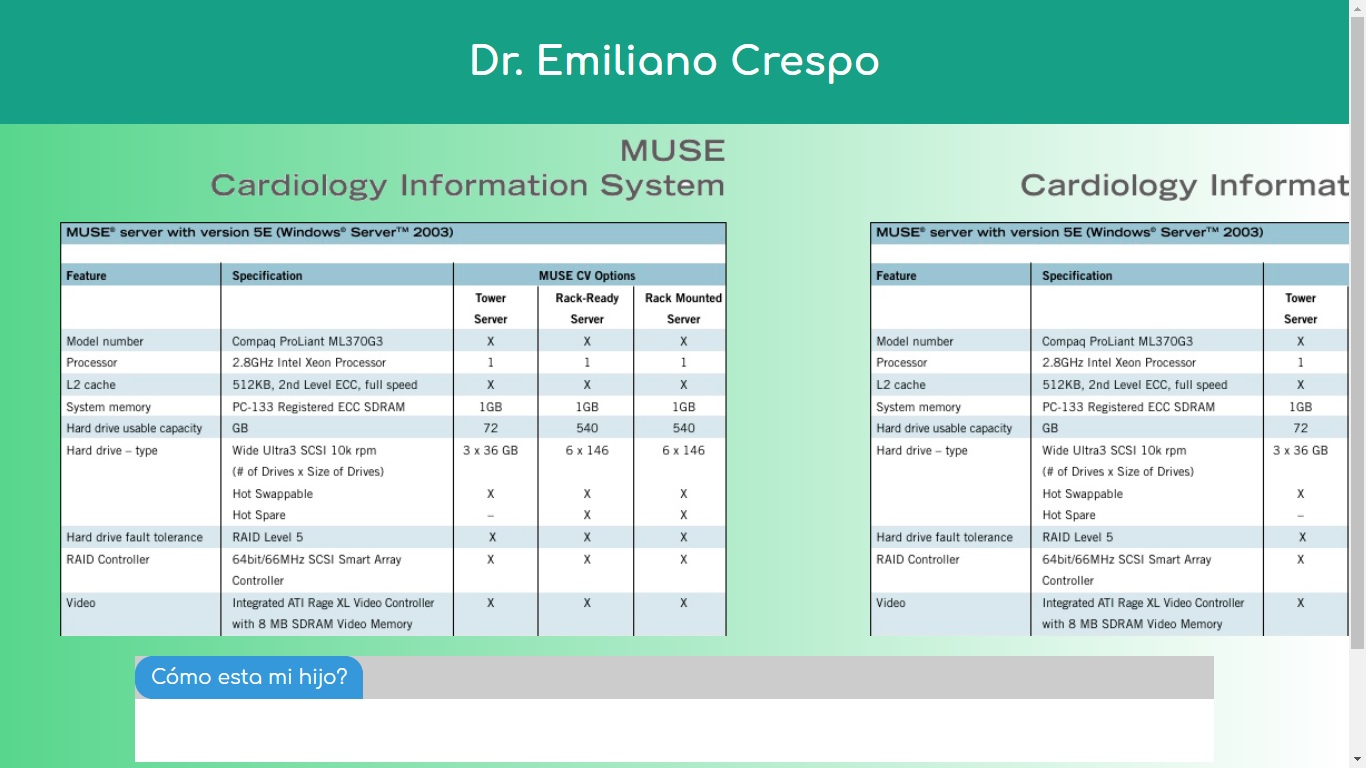 Dr. Emiliano Crespo
MUSE
Cardiology Information System
MUSE® server with version 5E (Windows® Server™ 2003)
Feature Specification MUSE CV Options
Tower Rack-Ready Rack Mounted
Server Server Server
Model number Compaq ProLiant ML370G3 X X X
Processor 2.8GHz Intel Xeon Processor 1 1 1
L2 cache 512KB, 2nd Level ECC, full speed X X X
System memory PC-133 Registered ECC SDRAM 1GB 1GB 1GB
Hard drive usable capacity GB 72 540 540
Hard drive – type Wide Ultra3 SCSI 10k rpm 3 x 36 GB 6 x 146 6 x 146
(# of Drives x Size of Drives)
Hot Swappable X X X
Hot Spare – X X
Hard drive fault tolerance RAID Level 5 X X X
RAID Controller 64bit/66MHz SCSI Smart Array X X X
Controller
Video Integrated ATI Rage XL Video Controller X X X
with 8 MB SDRAM Video Memory
Cardiology Informat
MUSE® server with version 5E (Windows® Server™ 2003)
Feature Specification
Tower
Server
Model number Compaq ProLiant ML370G3 X
Processor 2.8GHz Intel Xeon Processor 1
L2 cache 512KB, 2nd Level ECC, full speed X
System memory PC-133 Registered ECC SDRAM 1GB
Hard drive usable capacity GB 72
Hard drive – type Wide Ultra3 SCSI 10k rpm 3 x 36 GB
(# of Drives x Size of Drives)
Hot Swappable X
Hot Spare –
Hard drive fault tolerance RAID Level 5 X
RAID Controller 64bit/66MHz SCSI Smart Array X
Controller
Video Integrated ATI Rage XL Video Controller X
with 8 MB SDRAM Video Memory
Cómo esta mi hijo?